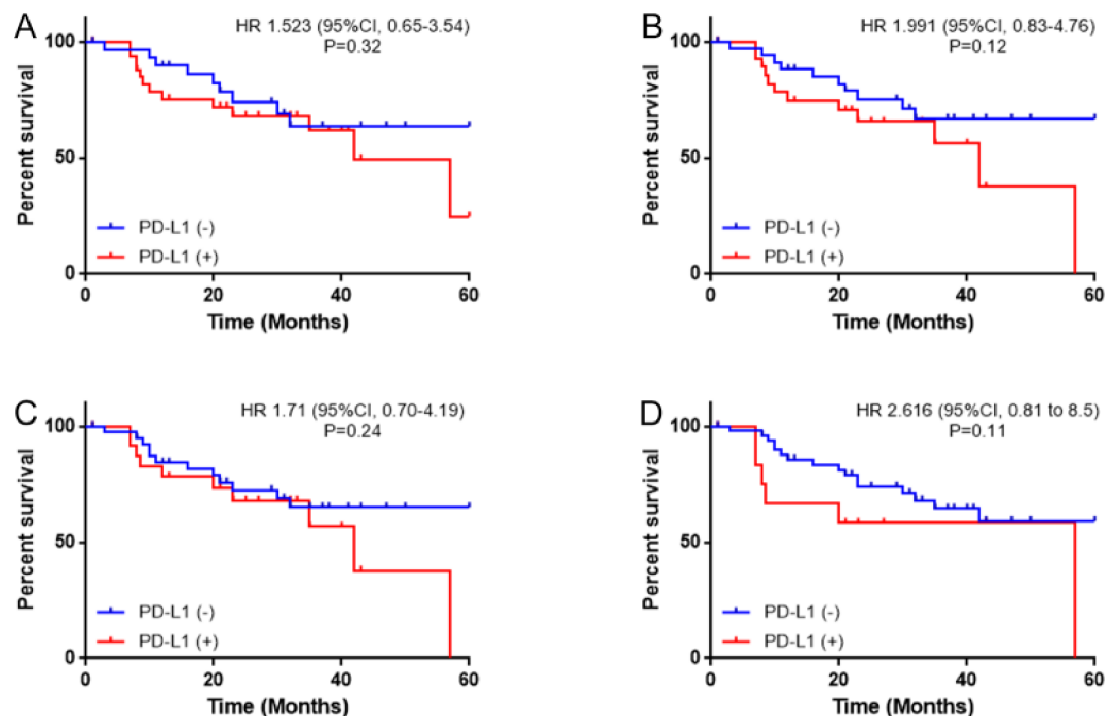 A
HR 1.523 (95%CI, 0.65-3.54)
P=0.32
Percent survival
100
50
0
PD-L1 (-)
PD-L1 (+)
0 20 40 60
Time (Months)
B
HR 1.991 (95%CI, 0.83-4.76)
P=0.12
Percent survival
100
50
0
PD-L1 (-)
PD-L1 (+)
0 20 40 60
Time (Months)
C
HR 1.71 (95%CI, 0.70-4.19)
P=0.24
Percent survival
100
50
0
PD-L1 (-)
PD-L1 (+)
0 20 40 60
Time (Months)
D
HR 2.616 (95%CI, 0.81 to 8.5)
P=0.11
Percent survival
100
50
0
PD-L1 (-)
PD-L1 (+)
0 20 40 60
Time (Months)